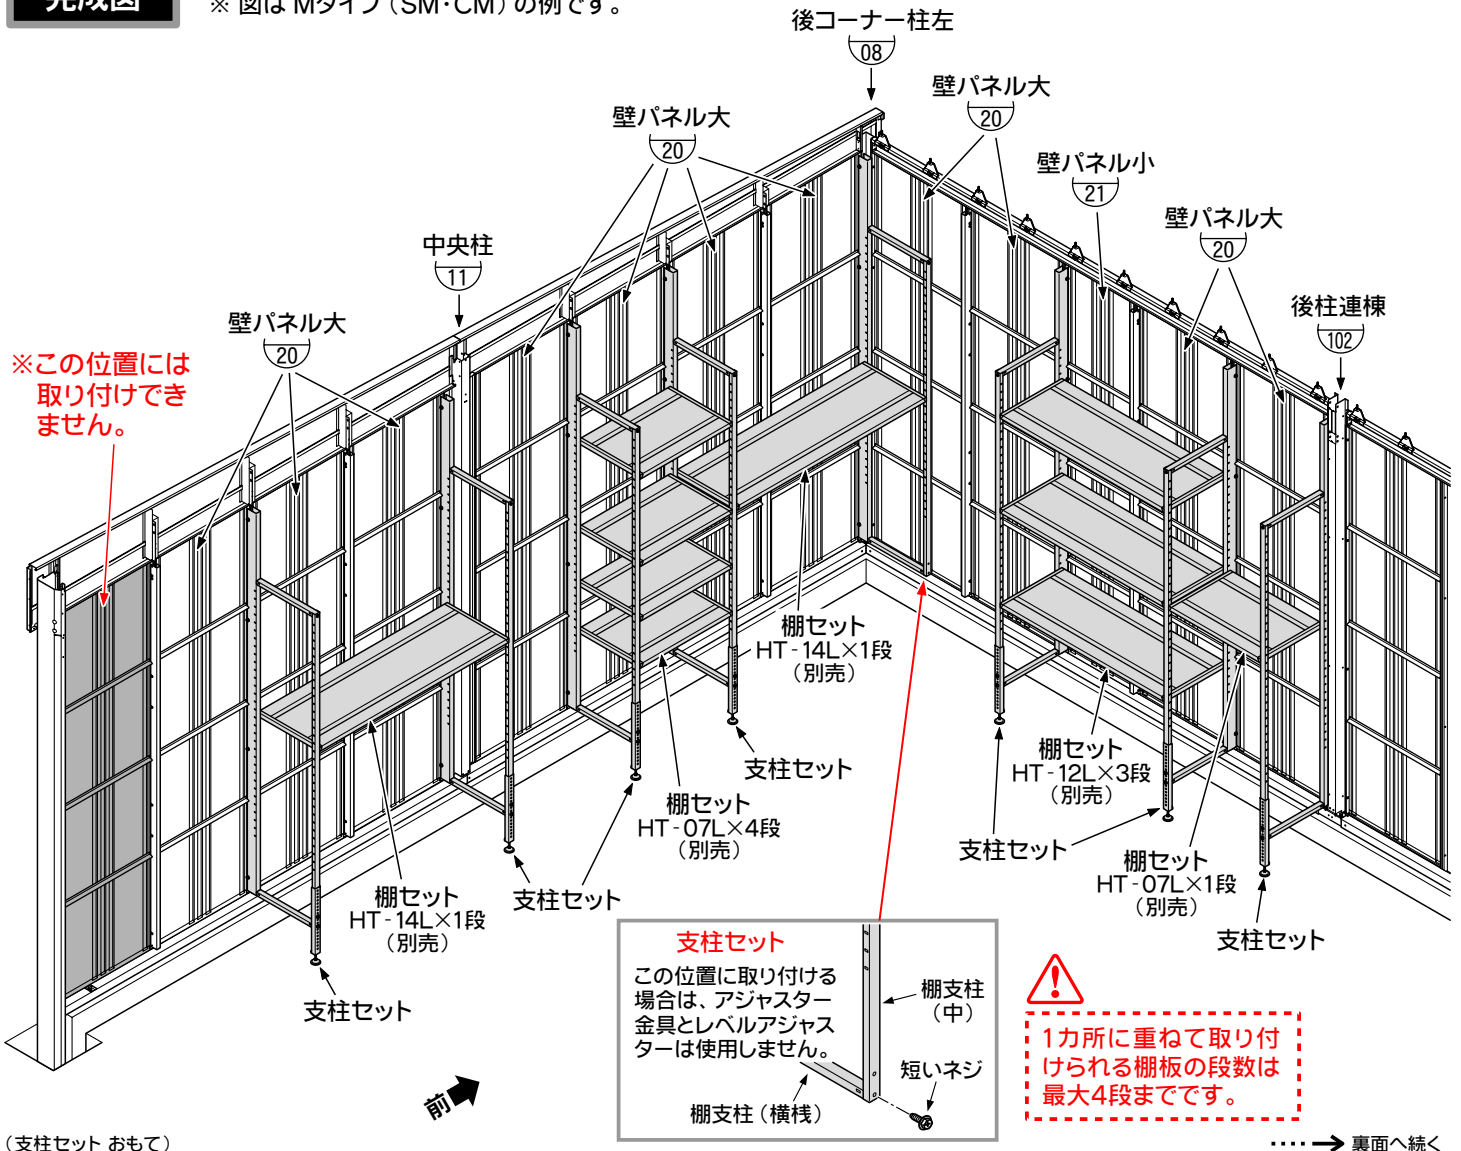 完成図
※ 図は Mタイプ（SM・CM）の例です。
後コーナー柱左
08
壁パネル大
20
壁パネル大
20
壁パネル小
21
壁パネル大
20
中央柱
11
後柱連棟
102
壁パネル大
20
※この位置には
取り付けでき
ません。
棚セット
HT-14L×1段
（別売）
支柱セット
棚セット
HT-07L×4段
（別売）
棚セット
HT-12L×3段
（別売）
支柱セット
棚セット
HT-07L×1段
（別売）
支柱セット
棚セット
HT-14L×1段
（別売）
支柱セット
支柱セット
支柱セット
この位置に取り付ける
場合は、アジャスター
金具とレベルアジャス
ターは使用しません。
棚支柱
（中）
短いネジ
棚支柱（横桟）
1カ所に重ねて取り付
けられる棚板の段数は
最大4段までです。
前
（支柱セット おもて）
裏面へ続く